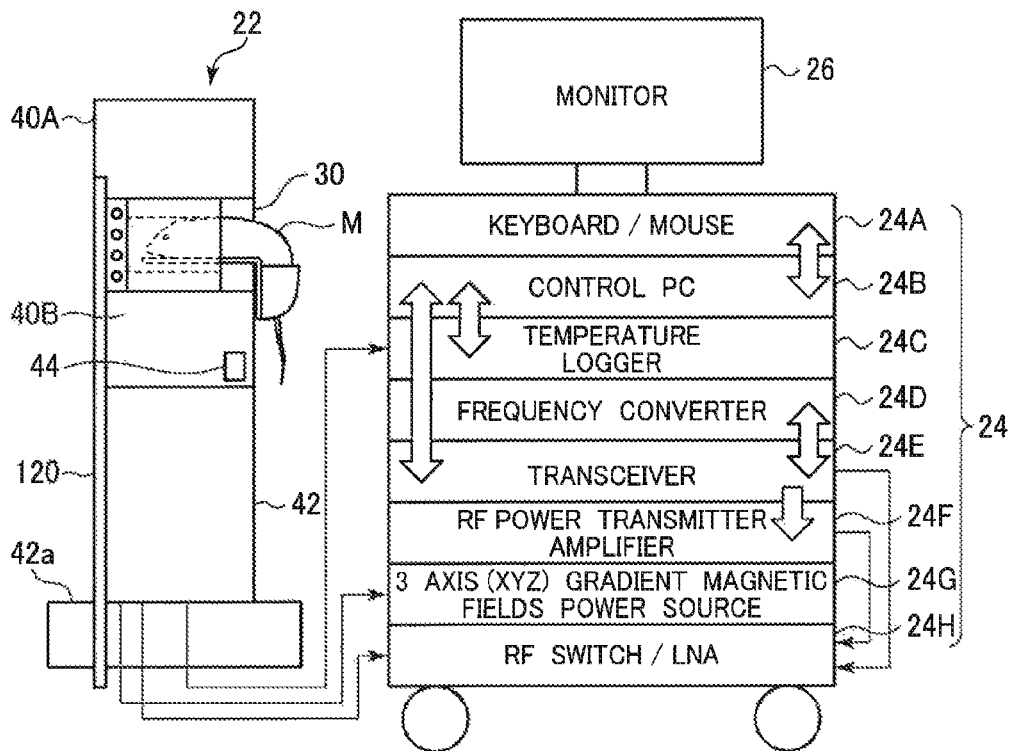 22
40A
30
M
40B
44
120
42
42a
MONITOR
26
KEYBOARD / MOUSE
24A
CONTROL PC
24B
TEMPERATURE
LOGGER
24C
FREQUENCY CONVERTER
24D
TRANSCEIVER
24E
RF POWER TRANSMITTER
AMPLIFIER
24F
3 AXIS (XYZ) GRADIENT MAGNETIC
FIELDS POWER SOURCE
24G
RF SWITCH / LNA
24H
24